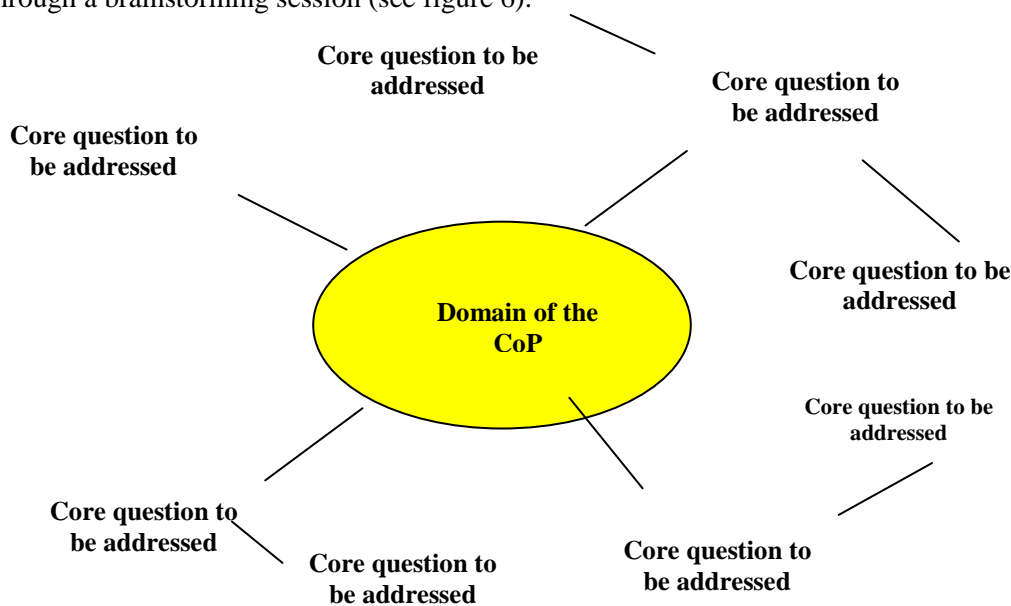 through a brainstorming session (see figure 6).
Core question to be
addressed
Core question to
be addressed
Core question to
be addressed
Core question to be
addressed
Domain of the
CoP
Core question to be
addressed
Core question to
be addressed
Core question to
be addressed
Core question to
be addressed